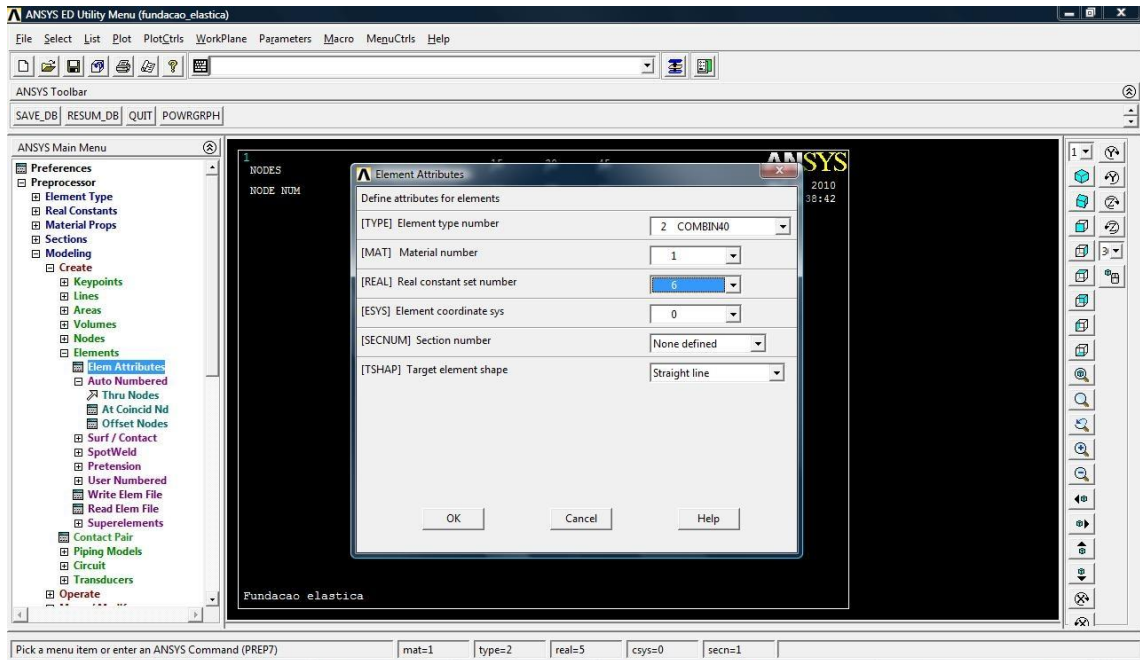 ANSYS ED Utility Menu (fundacao_elastica)
File Select List Plot PlotCtrls WorkPlane Parameters Macro MenuCtrls Help
ANSYS Toolbar
SAVE_DB RESUM_DB QUIT POWRGRPH
ANSYS Main Menu
Preferences
Preprocessor
Element Type
Real Constants
Material Props
Sections
Modeling
Create
Keypoints
Lines
Areas
Volumes
Nodes
Elements
Elem Attributes
Auto Numbered
Thru Nodes
At Coincid Nd
Offset Nodes
Surf / Contact
SpotWeld
Pretension
User Numbered
Write Elem File
Read Elem File
Superelements
Contact Pair
Piping Models
Circuit
Transducers
Operate
1
NODES
NODE NUM
ANSYS
2010
38:42
Element Attributes
Define attributes for elements
[TYPE] Element type number 2 COMBIN40
[MAT] Material number 1
[REAL] Real constant set number 6
[ESYS] Element coordinate sys 0
[SECNUM] Section number None defined
[TSHAP] Target element shape Straight line
OK Cancel Help
Fundacao elastica
1
3
Pick a menu item or enter an ANSYS Command (PREP7) mat=1 type=2 real=5 csys=0 secn=1